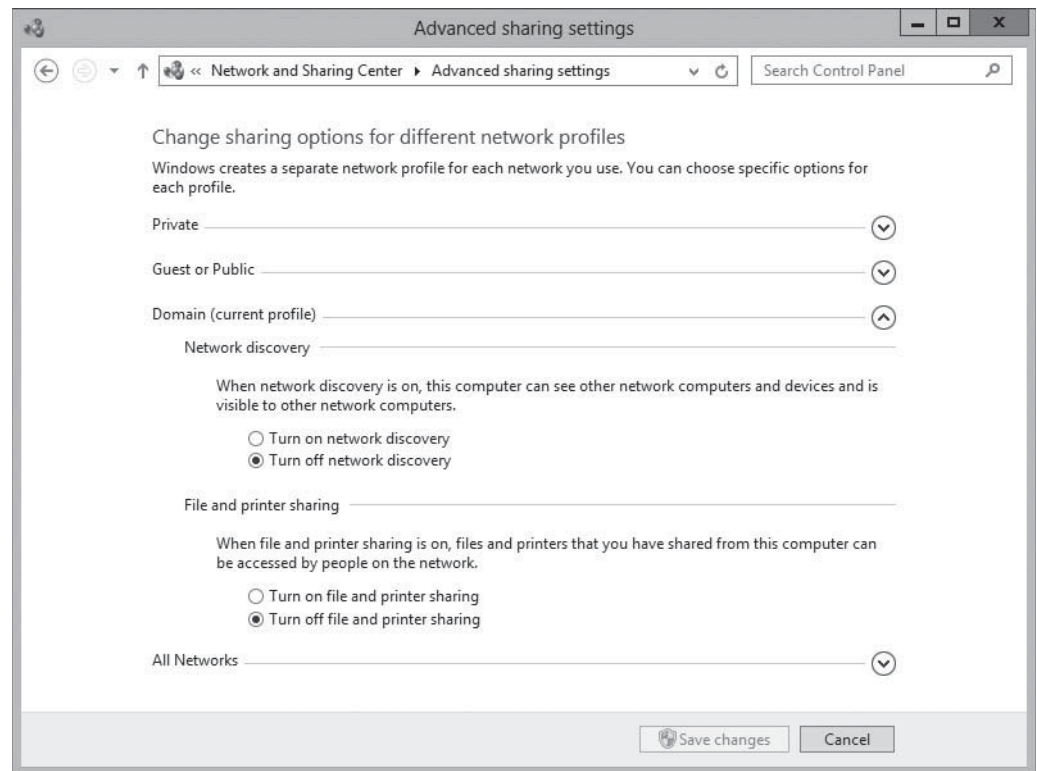 Advanced sharing settings
« Network and Sharing Center ▸ Advanced sharing settings
Search Control Panel
Change sharing options for different network profiles
Windows creates a separate network profile for each network you use. You can choose specific options for
each profile.
Private
Guest or Public
Domain (current profile)
Network discovery
When network discovery is on, this computer can see other network computers and devices and is
visible to other network computers.
Turn on network discovery
Turn off network discovery
File and printer sharing
When file and printer sharing is on, files and printers that you have shared from this computer can
be accessed by people on the network.
Turn on file and printer sharing
Turn off file and printer sharing
All Networks
Save changes
Cancel